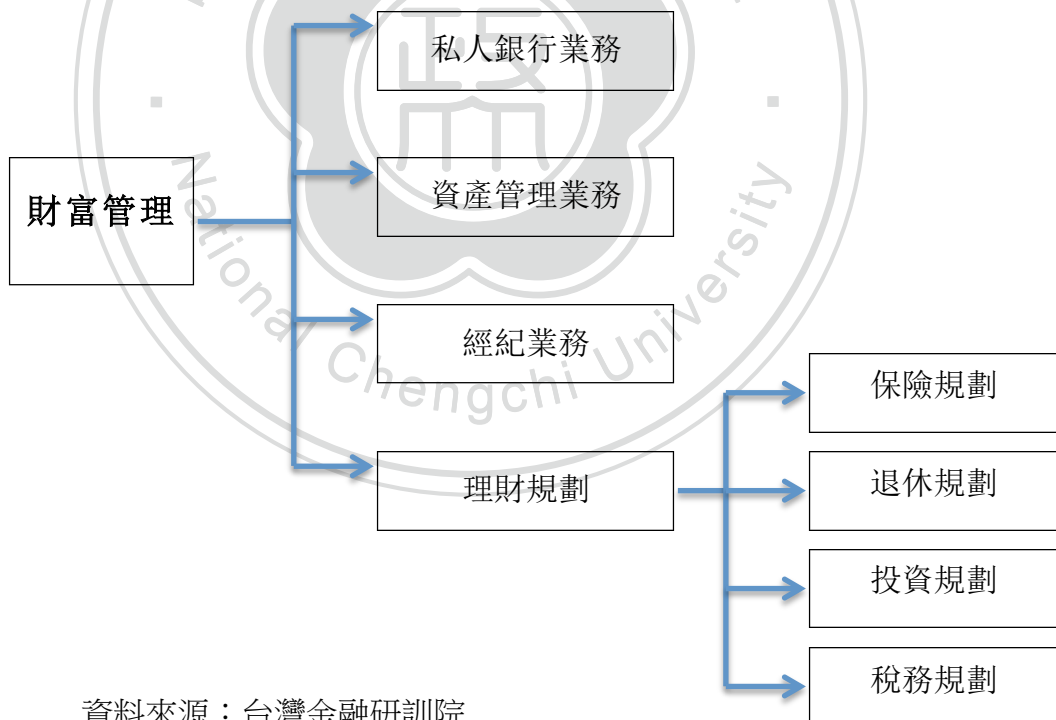 私人銀行業務
資產管理業務
財富管理
經紀業務
保險規劃
理財規劃
退休規劃
投資規劃
稅務規劃
資料來源：台灣金融研訓院
National Chengchi University